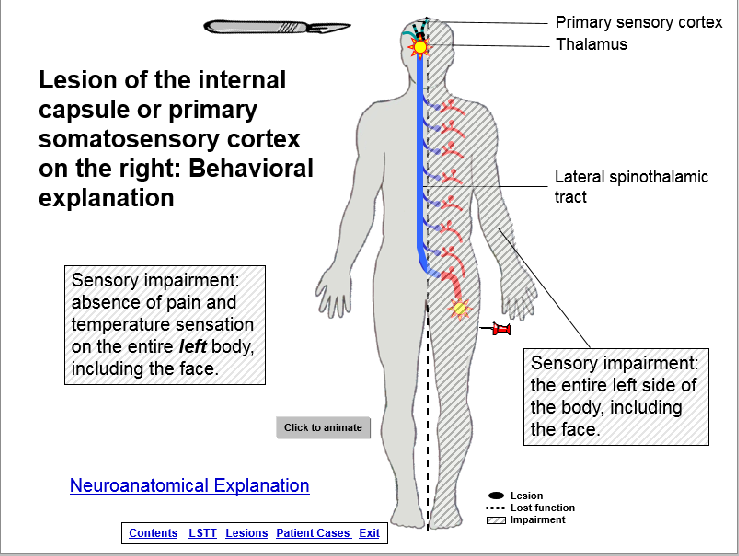 Primary sensory cortex
Thalamus
Lesion of the internal
capsule or primary
somatosensory cortex
on the right: Behavioral
explanation
Lateral spinothalamic
tract
Sensory impairment:
absence of pain and
temperature sensation
on the entire left body,
including the face.
Sensory impairment:
the entire left side of
the body, including
the face.
Click to animate
Neuroanatomical Explanation
Lesion
Lost function
Impairment
Contents LSTT Lesions Patient Cases Exit